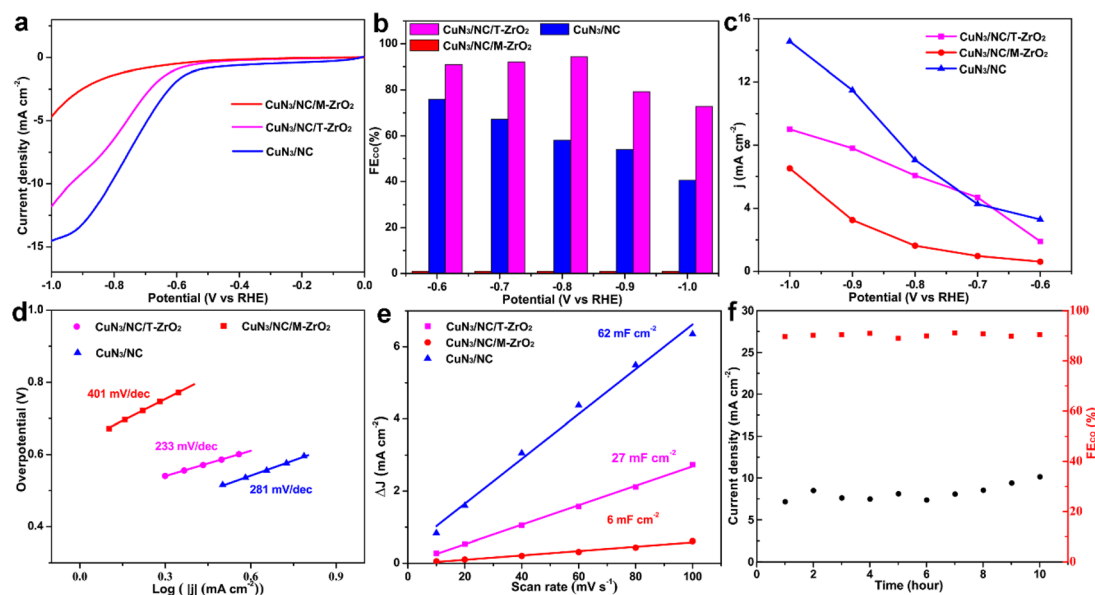 a
Current density (mA cm⁻²)
0
-5
-10
-15
CuN₃/NC/M-ZrO₂
CuN₃/NC/T-ZrO₂
CuN₃/NC
-1.0
-0.8
-0.6
-0.4
-0.2
0.0
Potential (V vs RHE)
b
FEco(%)
100
80
60
40
20
0
CuN₃/NC/T-ZrO₂
CuN₃/NC
CuN₃/NC/M-ZrO₂
-0.6
-0.7
-0.8
-0.9
-1.0
Potential (V vs RHE)
c
j (mA cm⁻²)
16
12
8
4
0
CuN₃/NC/T-ZrO₂
CuN₃/NC/M-ZrO₂
CuN₃/NC
-1.0
-0.9
-0.8
-0.7
-0.6
Potential (V vs RHE)
d
Overpotential (V)
1.0
0.8
0.6
0.4
CuN₃/NC/T-ZrO₂
CuN₃/NC/M-ZrO₂
CuN₃/NC
401 mV/dec
233 mV/dec
281 mV/dec
0.0
0.3
0.6
0.9
Log ( |j| (mA cm⁻²)
e
ΔJ (mA cm⁻²)
6
4
2
0
CuN₃/NC/T-ZrO₂
CuN₃/NC/M-ZrO₂
CuN₃/NC
62 mF cm⁻²
27 mF cm⁻²
6 mF cm⁻²
20
40
60
80
100
Scan rate (mV s⁻¹)
f
Current density (mA cm⁻²)
30
25
20
15
10
5
0
2
4
6
8
10
Time (hour)
100
80
60
40
20
0
FEco (%)